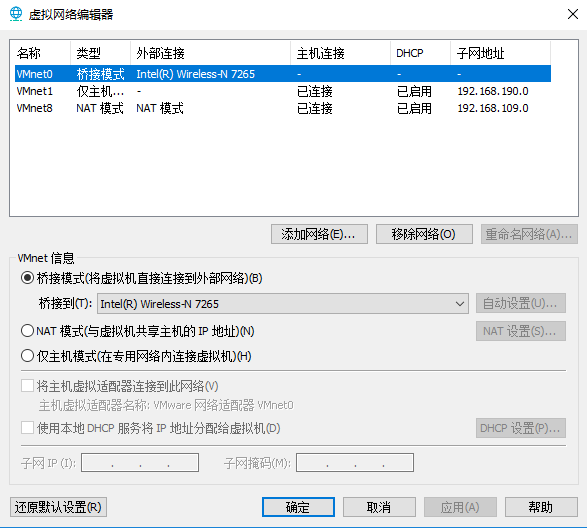 虚拟网络编辑器
名称 类型 外部连接 主机连接 DHCP 子网地址
VMnet0 桥接模式 Intel(R) Wireless-N 7265 - - -
VMnet1 仅主机... - 已连接 已启用 192.168.190.0
VMnet8 NAT 模式 NAT 模式 已连接 已启用 192.168.109.0
添加网络(E)... 移除网络(O) 重命名网络(A)...
VMnet 信息
桥接模式(将虚拟机直接连接到外部网络)(B)
桥接到(T): Intel(R) Wireless-N 7265 自动设置(U)...
NAT 模式(与虚拟机共享主机的 IP 地址)(N) NAT 设置(S)...
仅主机模式(在专用网络内连接虚拟机)(H)
将主机虚拟适配器连接到此网络(V)
主机虚拟适配器名称: VMware 网络适配器 VMnet0
使用本地 DHCP 服务将 IP 地址分配给虚拟机(D) DHCP 设置(P)...
子网 IP (I): . . . 子网掩码(M): . . .
还原默认设置(R) 确定 取消 应用(A) 帮助